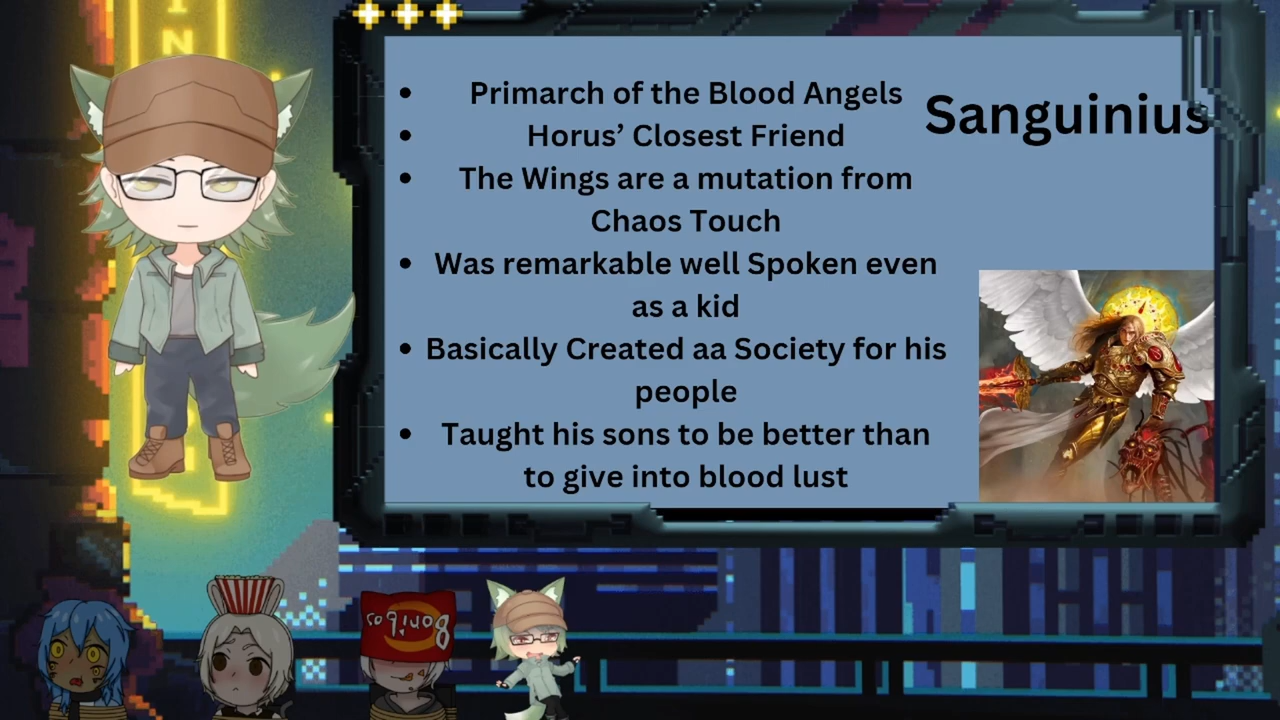 IN
• Primarch of the Blood Angels
Sanguinius
• Horus’ Closest Friend
• The Wings are a mutation from
Chaos Touch
• Was remarkable well Spoken even
as a kid
• Basically Created aa Society for his
people
• Taught his sons to be better than
to give into blood lust